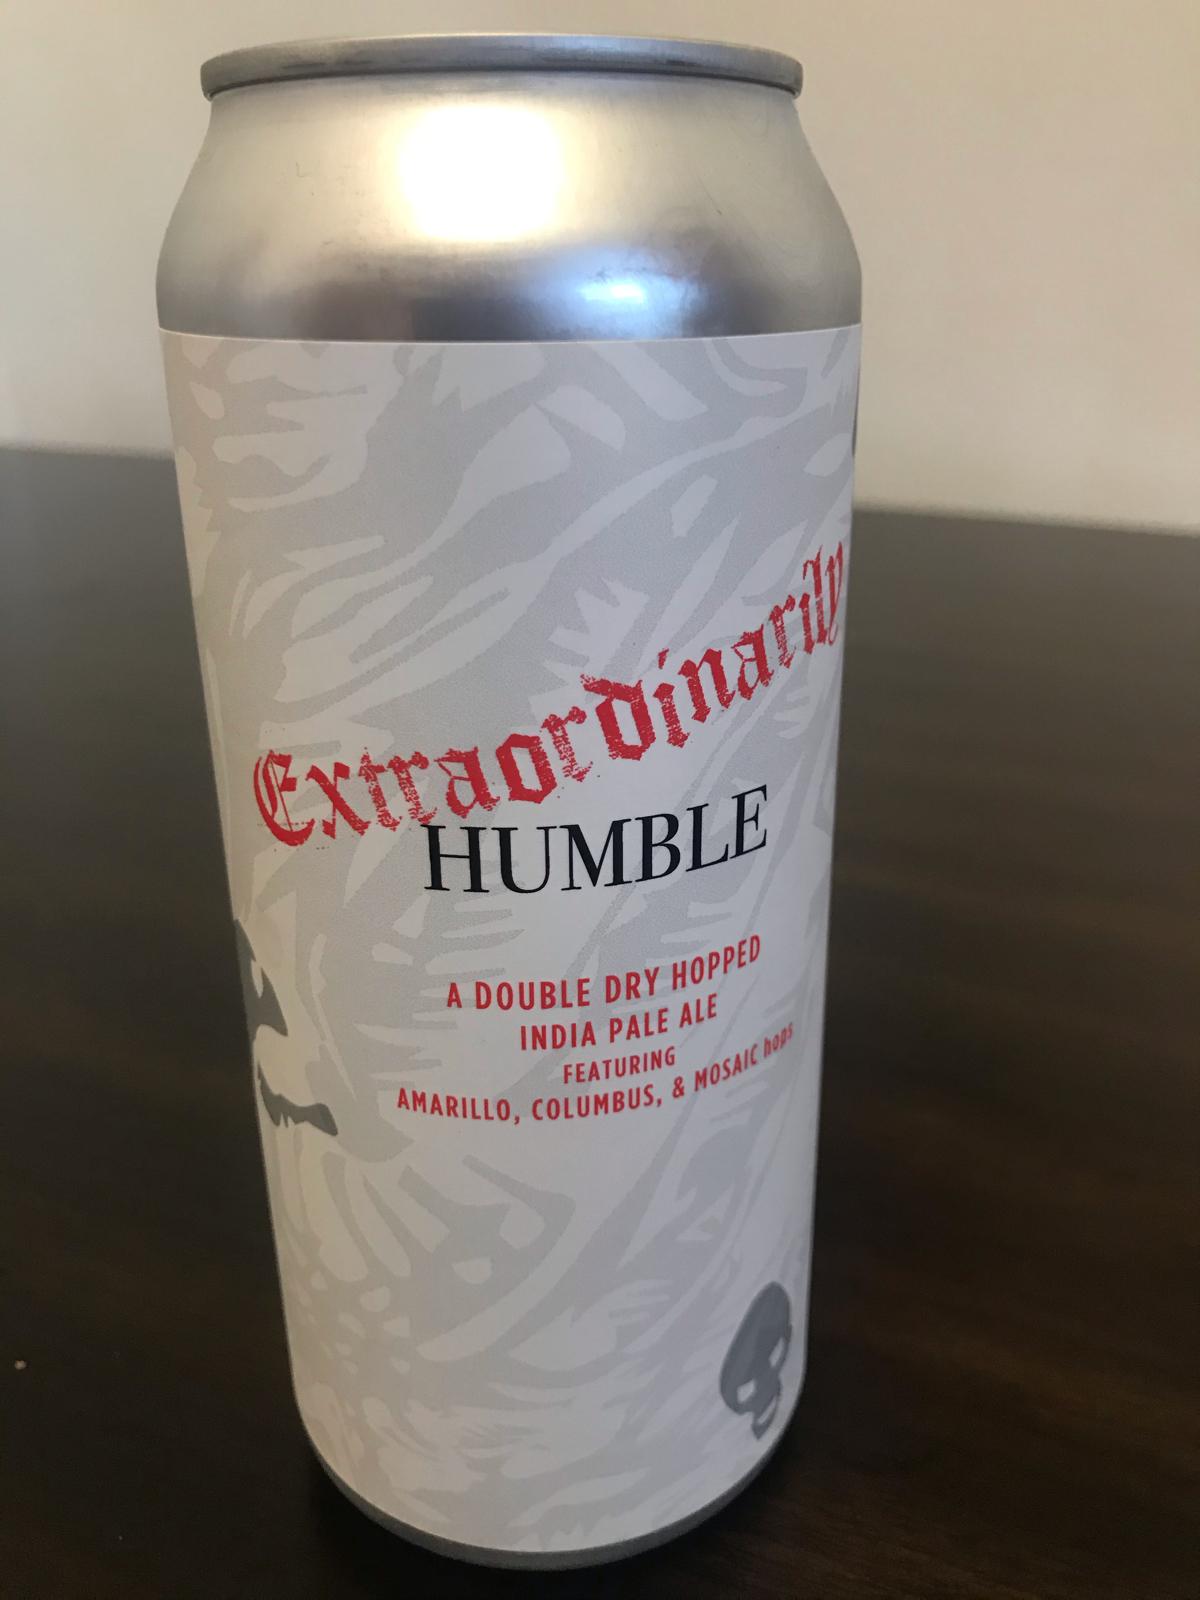 Extraordinarily
HUMBLE
A DOUBLE DRY HOPPED
INDIA PALE ALE
FEATURING
AMARILLO, COLUMBUS, & MOSAIC hops